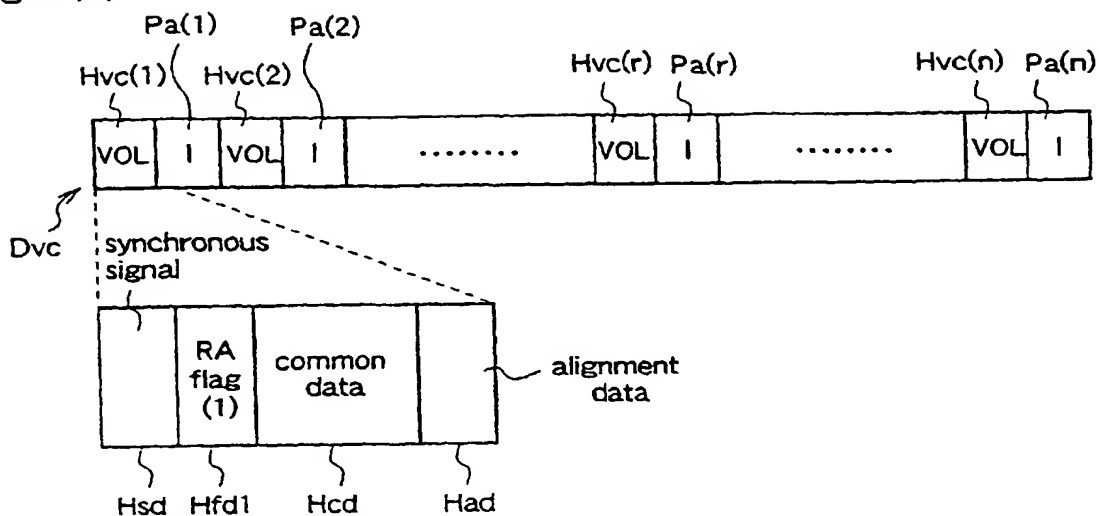 Pa(1) Pa(2)
Hvc(1) Hvc(2) Hvc(r) Pa(r) Hvc(n) Pa(n)
VOL I VOL I ........ VOL I ........ VOL I
Dvc
synchronous
signal
RA
flag
(1)
common
data
alignment
data
Hsd Hfd1 Hcd Had